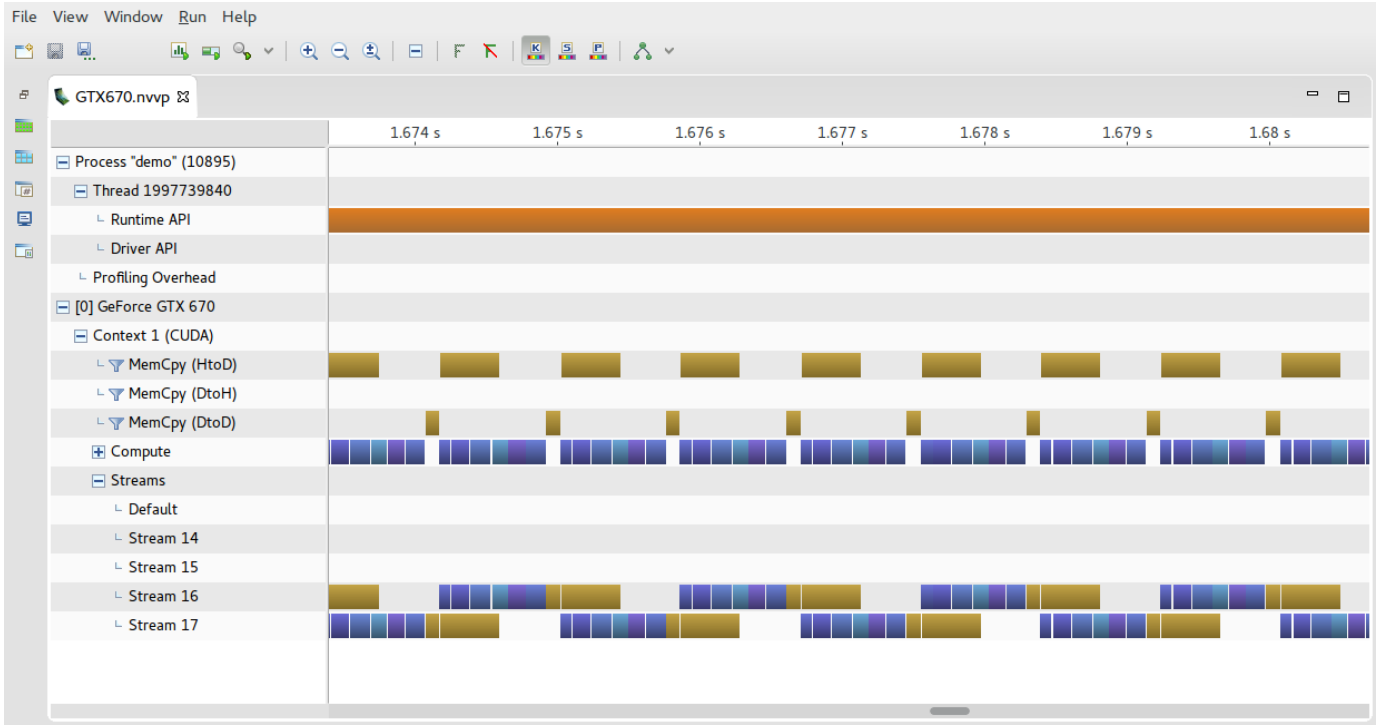 File View Window Run Help
K S P
GTX670.nvvp
1.674 s 1.675 s 1.676 s 1.677 s 1.678 s 1.679 s 1.68 s
Process "demo" (10895)
Thread 1997739840
Runtime API
Driver API
Profiling Overhead
[0] GeForce GTX 670
Context 1 (CUDA)
MemCpy (HtoD)
MemCpy (DtoH)
MemCpy (DtoD)
Compute
Streams
Default
Stream 14
Stream 15
Stream 16
Stream 17